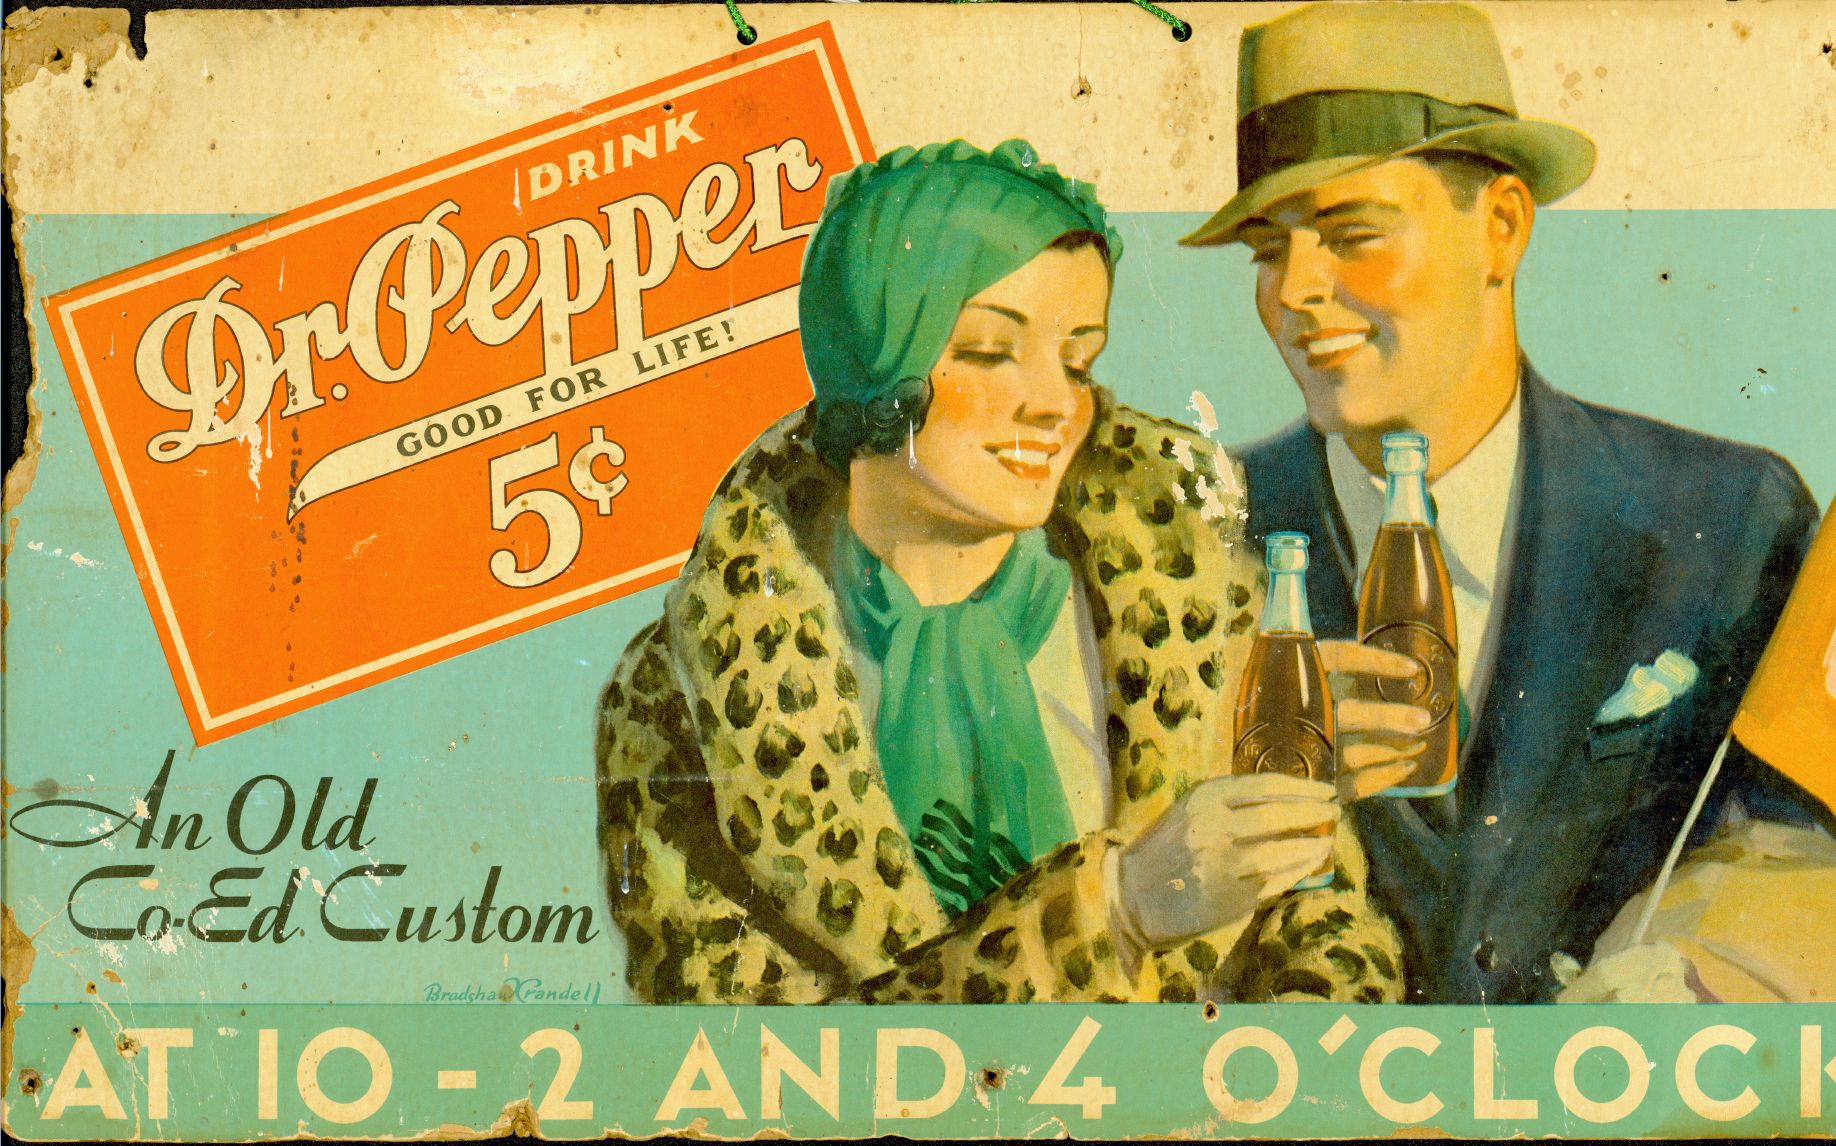 DRINK
Dr. Pepper
GOOD FOR LIFE!
5¢
An Old
Co-Ed Custom
Bradshaw Crandell
AT 10 - 2 AND 4 O'CLOCK